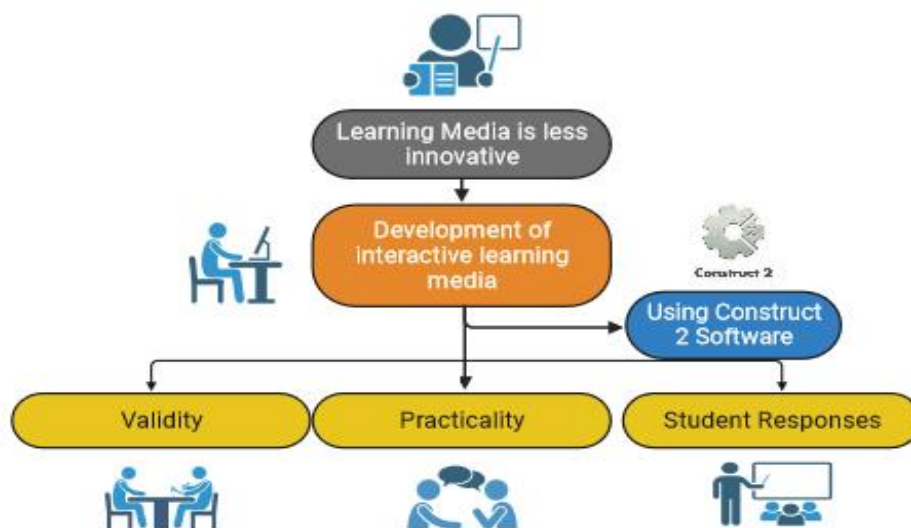 Learning Media is less
innovative
Development of
interactive learning
media
Construct 2
Using Construct
2 Software
Validity
Practicality
Student Responses